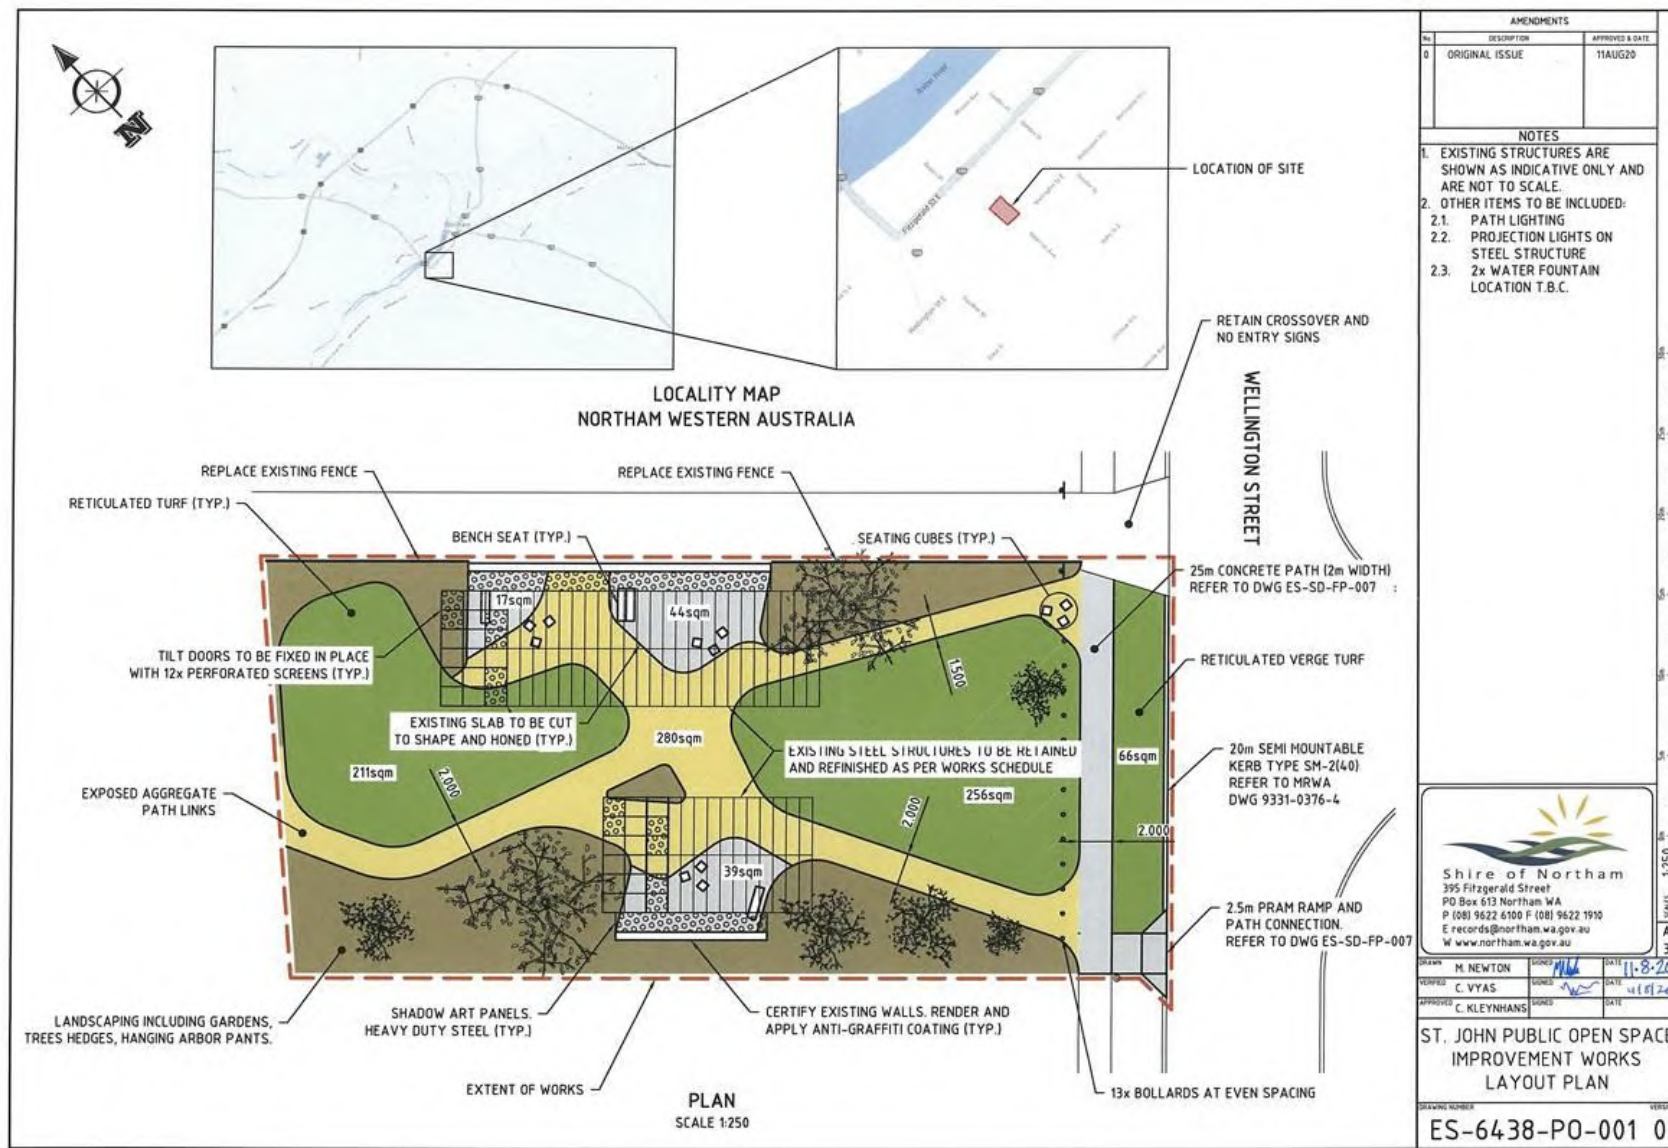 N
LOCATION OF SITE
LOCALITY MAP
NORTHAM WESTERN AUSTRALIA
Avon River
Fitzgerald St E
Wellington St E
RETAIN CROSSOVER AND
NO ENTRY SIGNS
WELLINGTON STREET
REPLACE EXISTING FENCE
REPLACE EXISTING FENCE
RETICULATED TURF (TYP.)
BENCH SEAT (TYP.)
SEATING CUBES (TYP.)
25m CONCRETE PATH (2m WIDTH)
REFER TO DWG ES-SD-FP-007
17sqm
44sqm
TILT DOORS TO BE FIXED IN PLACE
WITH 12x PERFORATED SCREENS (TYP.)
1.500
RETICULATED VERGE TURF
EXISTING SLAB TO BE CUT
TO SHAPE AND HONED (TYP.)
280sqm
EXISTING STEEL STRUCTURES TO BE RETAINED
AND REFINISHED AS PER WORKS SCHEDULE
66sqm
20m SEMI MOUNTABLE
KERB TYPE SM-2(40)
REFER TO MRWA
DWG 9331-0376-4
211sqm
2.000
256sqm
EXPOSED AGGREGATE
PATH LINKS
2.000
2.000
39sqm
2.5m PRAM RAMP AND
PATH CONNECTION.
REFER TO DWG ES-SD-FP-007
LANDSCAPING INCLUDING GARDENS,
TREES HEDGES, HANGING ARBOR PANTS.
SHADOW ART PANELS.
HEAVY DUTY STEEL (TYP.)
CERTIFY EXISTING WALLS. RENDER AND
APPLY ANTI-GRAFFITI COATING (TYP.)
EXTENT OF WORKS
13x BOLLARDS AT EVEN SPACING
PLAN
SCALE 1:250
AMENDMENTS
No DESCRIPTION APPROVED & DATE
0 ORIGINAL ISSUE 11AUG20
NOTES
1. EXISTING STRUCTURES ARE
SHOWN AS INDICATIVE ONLY AND
ARE NOT TO SCALE.
2. OTHER ITEMS TO BE INCLUDED:
2.1. PATH LIGHTING
2.2. PROJECTION LIGHTS ON
STEEL STRUCTURE
2.3. 2x WATER FOUNTAIN
LOCATION T.B.C.
Shire of Northam
395 Fitzgerald Street
PO Box 613 Northam WA
P (08) 9622 6100 F (08) 9622 1910
E records@northam.wa.gov.au
W www.northam.wa.gov.au
DRAWN M. NEWTON SIGNED DATE 11.8.20
VERIFIED C. VYAS SIGNED DATE
APPROVED C. KLEYNHANS SIGNED DATE
ST. JOHN PUBLIC OPEN SPACE
IMPROVEMENT WORKS
LAYOUT PLAN
DRAWING NUMBER
ES-6438-PO-001 0